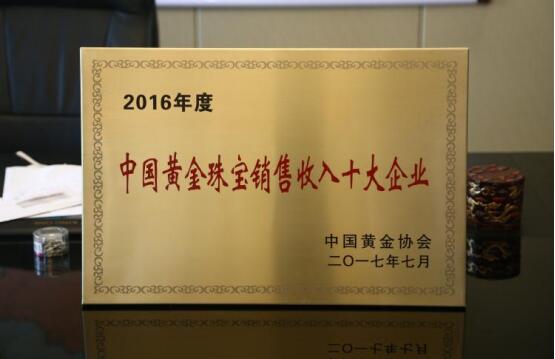 2016年度
中国黄金珠宝销售收入十大企业
中国黄金协会
二〇一七年七月